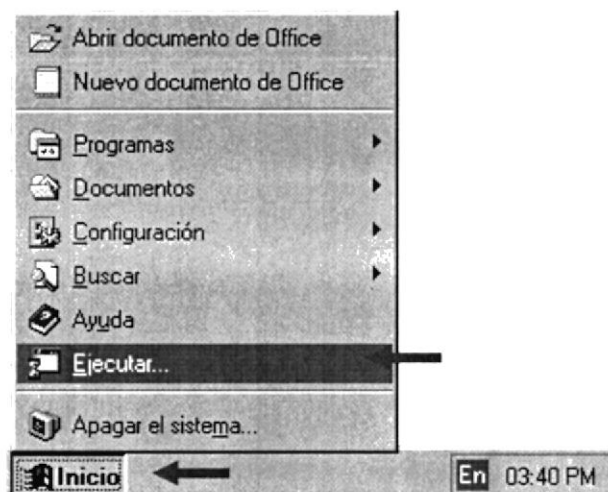 Abrir documento de Office
Nuevo documento de Office
Programas
Documentos
Configuración
Buscar
Ayuda
Ejecutar...
Apagar el sistema...
Inicio
En 03:40 PM